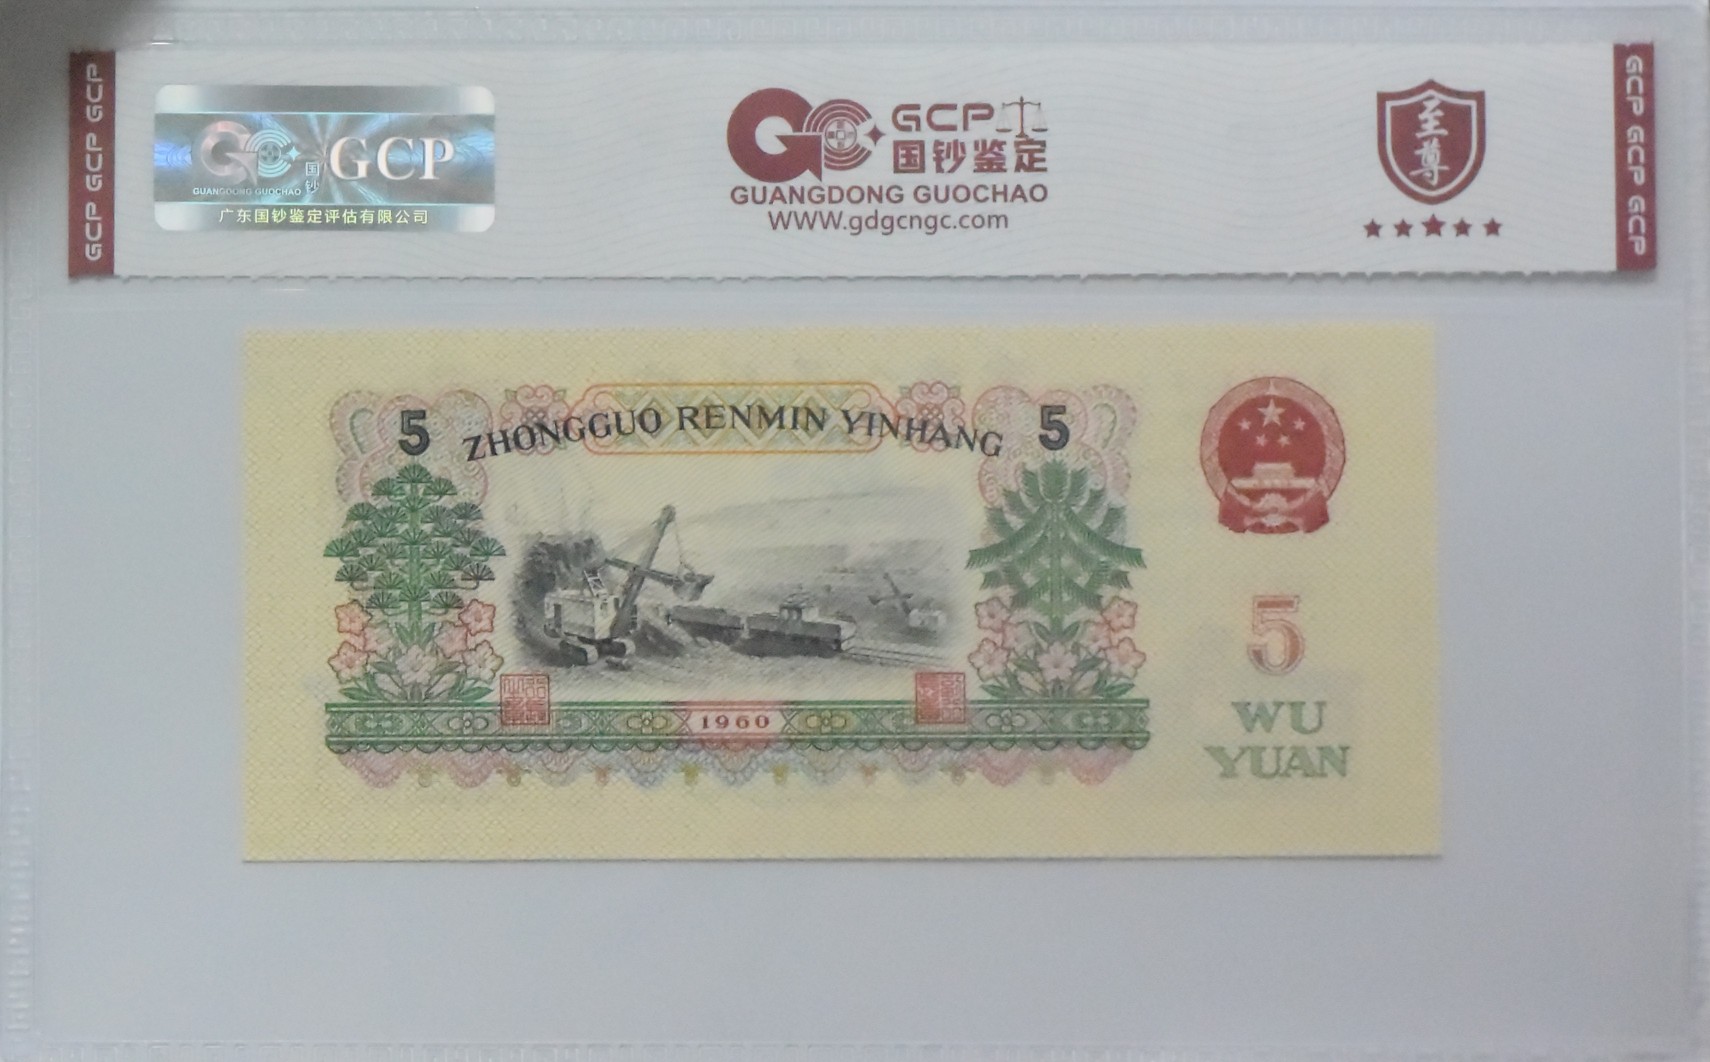 GCP GCP GCP
GCP
国钞
GUANGDONG GUOCHAO
广东国钞鉴定评估有限公司
GCP
国钞鉴定
GUANGDONG GUOCHAO
WWW.gdgcngc.com
至尊
GCP GCP GCP
5 ZHONGGUO RENMIN YINHANG 5
5
WU
YUAN
1960